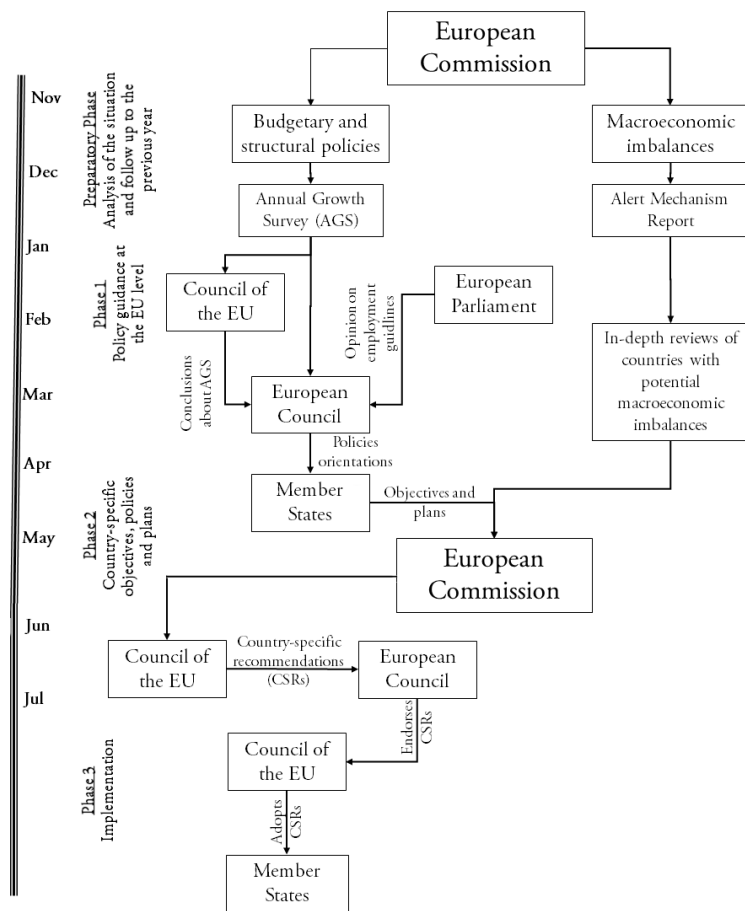 European
Commission
Nov
Preparatory Phase
Analysis of the situation
and follow up to the
previous year
Budgetary and
structural policies
Macroeconomic
imbalances
Dec
Annual Growth
Survey (AGS)
Alert Mechanism
Report
Jan
Phase 1
Policy guidance at
the EU level
Council of
the EU
European
Parliament
Feb
Opinion on
employment
guidlines
In-depth reviews of
countries with
potential
macroeconomic
imbalances
Mar
Conclusions
about AGS
European
Council
Apr
Policies
orientations
Member
States
Objectives and
plans
May
Phase 2
Country-specific
objectives, policies
and plans
European
Commission
Jun
Council of
the EU
Country-specific
recommendations
(CSRs)
European
Council
Jul
Endorses
CSRs
Phase 3
Implementation
Council of
the EU
Adopts
CSRs
Member
States